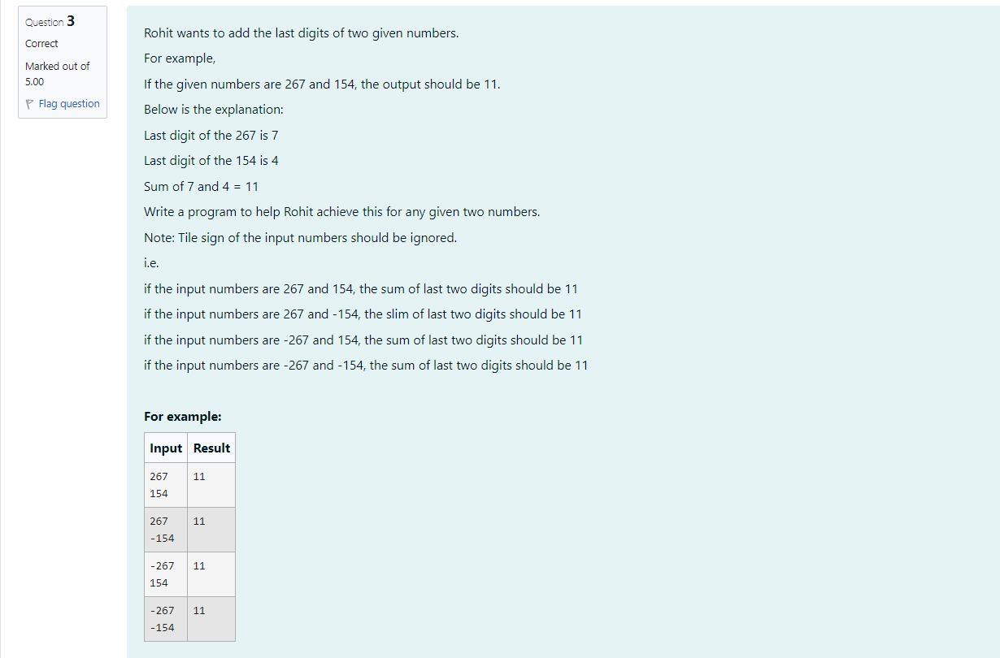 Question 3
Correct
Marked out of
5.00
Flag question
Rohit wants to add the last digits of two given numbers.
For example,
If the given numbers are 267 and 154, the output should be 11.
Below is the explanation:
Last digit of the 267 is 7
Last digit of the 154 is 4
Sum of 7 and 4 = 11
Write a program to help Rohit achieve this for any given two numbers.
Note: Tile sign of the input numbers should be ignored.
i.e.
if the input numbers are 267 and 154, the sum of last two digits should be 11
if the input numbers are 267 and -154, the slim of last two digits should be 11
if the input numbers are -267 and 154, the sum of last two digits should be 11
if the input numbers are -267 and -154, the sum of last two digits should be 11
For example:
Input Result
267 11
154
267 11
-154
-267 11
154
-267 11
-154